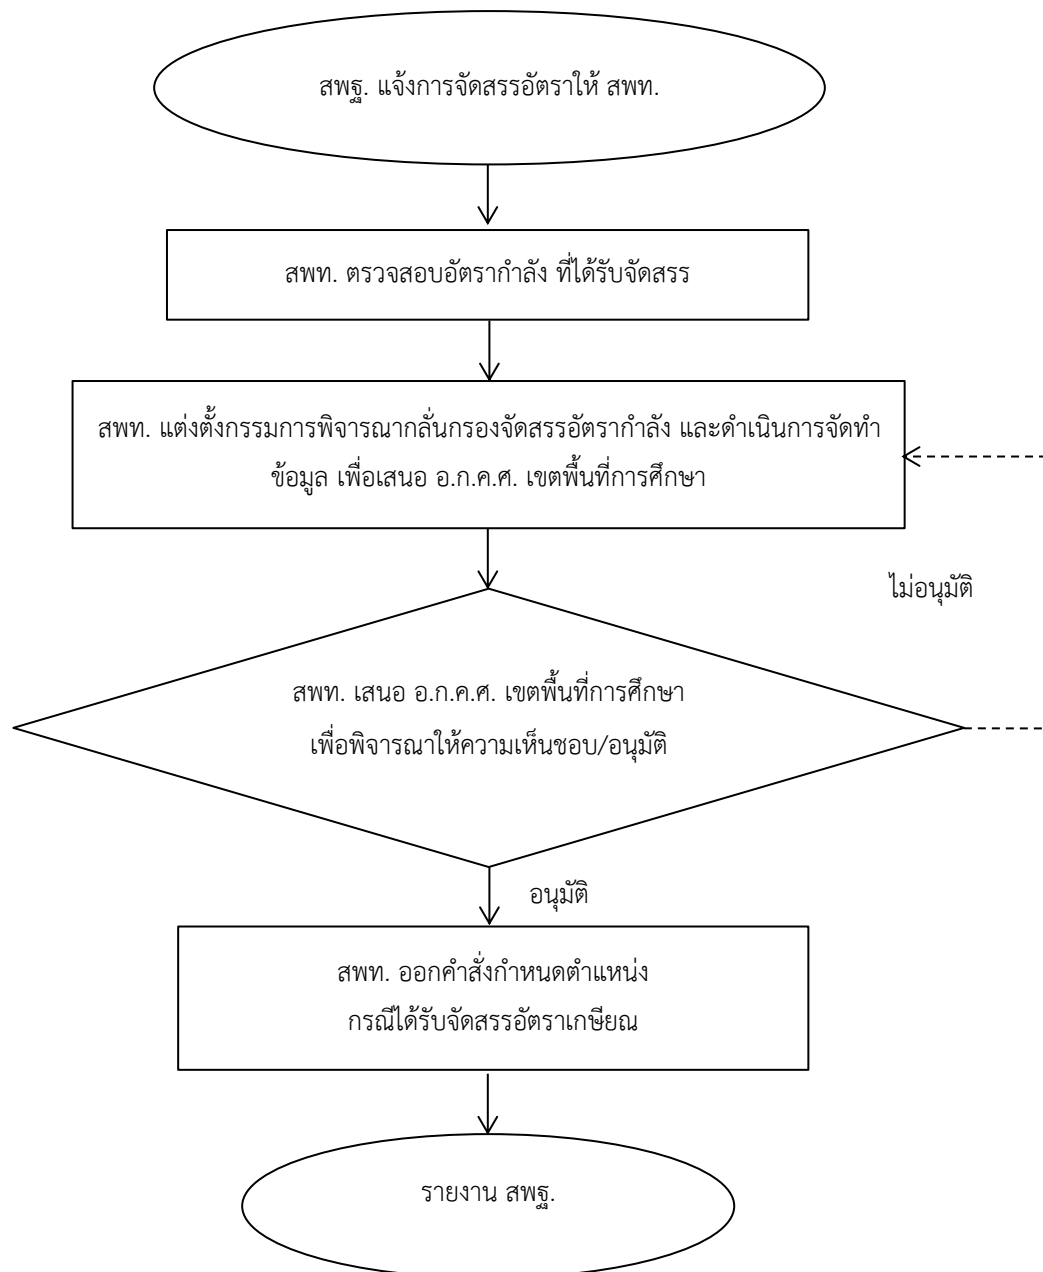 สพฐ. แจ้งการจัดสรรอัตราให้ สพท.
สพท. ตรวจสอบอัตรากำลัง ที่ได้รับจัดสรร
สพท. แต่งตั้งกรรมการพิจารณากลั่นกรองจัดสรรอัตรากำลัง และดำเนินการจัดทำ
ข้อมูล เพื่อเสนอ อ.ก.ค.ศ. เขตพื้นที่การศึกษา
ไม่อนุมัติ
สพท. เสนอ อ.ก.ค.ศ. เขตพื้นที่การศึกษา
เพื่อพิจารณาให้ความเห็นชอบ/อนุมัติ
อนุมัติ
สพท. ออกคำสั่งกำหนดตำแหน่ง
กรณีได้รับจัดสรรอัตราเกษียณ
รายงาน สพฐ.